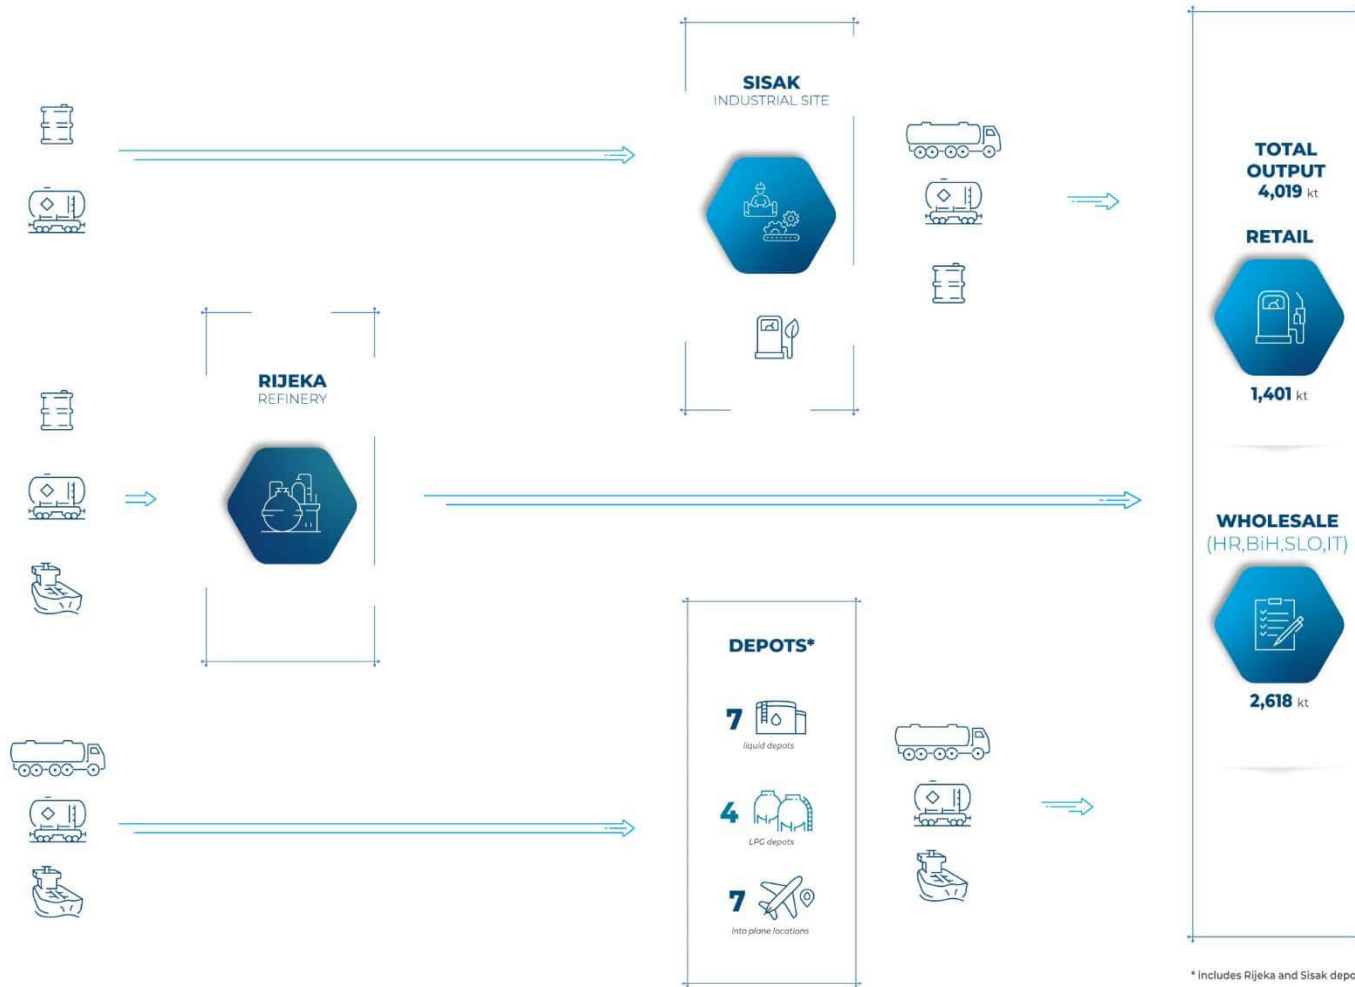 SISAK
INDUSTRIAL SITE
RIJEKA
REFINERY
DEPOTS*
7
liquid depots
4
LPG depots
7
into plane locations
TOTAL
OUTPUT
4,019 kt
RETAIL
1,401 kt
WHOLESALE
(HR,BiH,SLO,IT)
2,618 kt
* includes Rijeka and Sisak